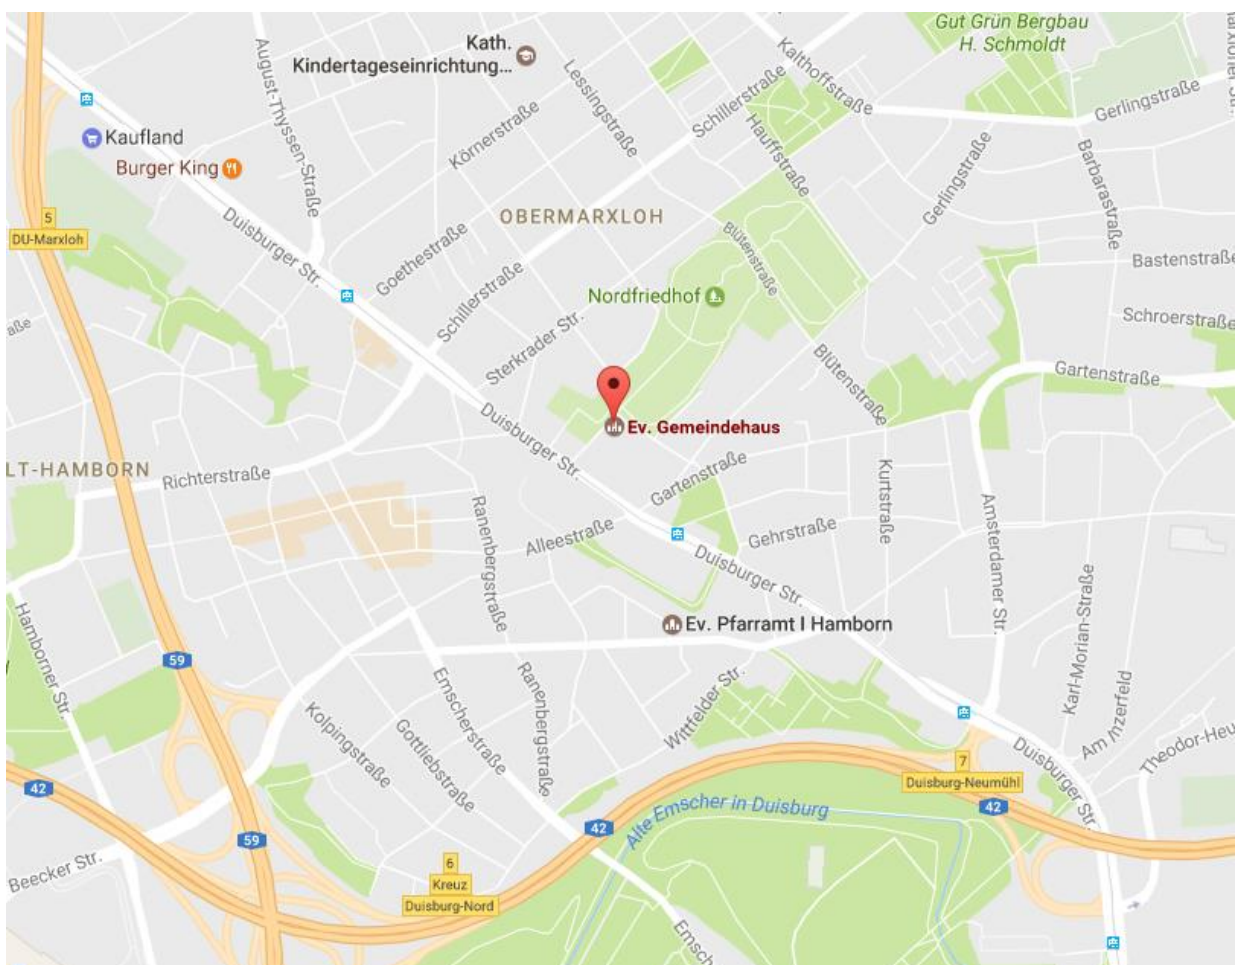 Gut Grün Bergbau
H. Schmoldt
Kath.
Kindertageseinrichtung...
Kalthoffstraße
Lessingstraße
August-Thyssen-Straße
Schillerstraße
Gerlingstraße
Marxloher Str.
Kaufland
Körnerstraße
Hauffstraße
Burger King
Gerlingstraße
Barbarastraße
5
DU-Marxloh
Duisburger Str.
OBERMARXLOH
Goethestraße
Blütenstraße
Bastenstraße
Schillerstraße
Nordfriedhof
Schroerstraße
aße
Sterkrader Str.
Blütenstraße
Gartenstraße
Duisburger Str.
Ev. Gemeindehaus
LT-HAMBORN
Richterstraße
Gartenstraße
Kurtstraße
Ranenbergstraße
Alleestraße
Gehrstraße
Amsterdamer Str.
Duisburger Str.
Karl-Morian-Straße
Ev. Pfarramt I Hamborn
Hamborner Str.
59
Emscherstraße
Ranenbergstraße
Wittfelder Str.
Kolpingstraße
Gottliebstraße
Am Inzerfeld
Theodor-Heu
Duisburger Str.
7
Duisburg-Neumühl
42
42
Alte Emscher in Duisburg
42
59
Beecker Str.
6
Kreuz
Duisburg-Nord
Emsch